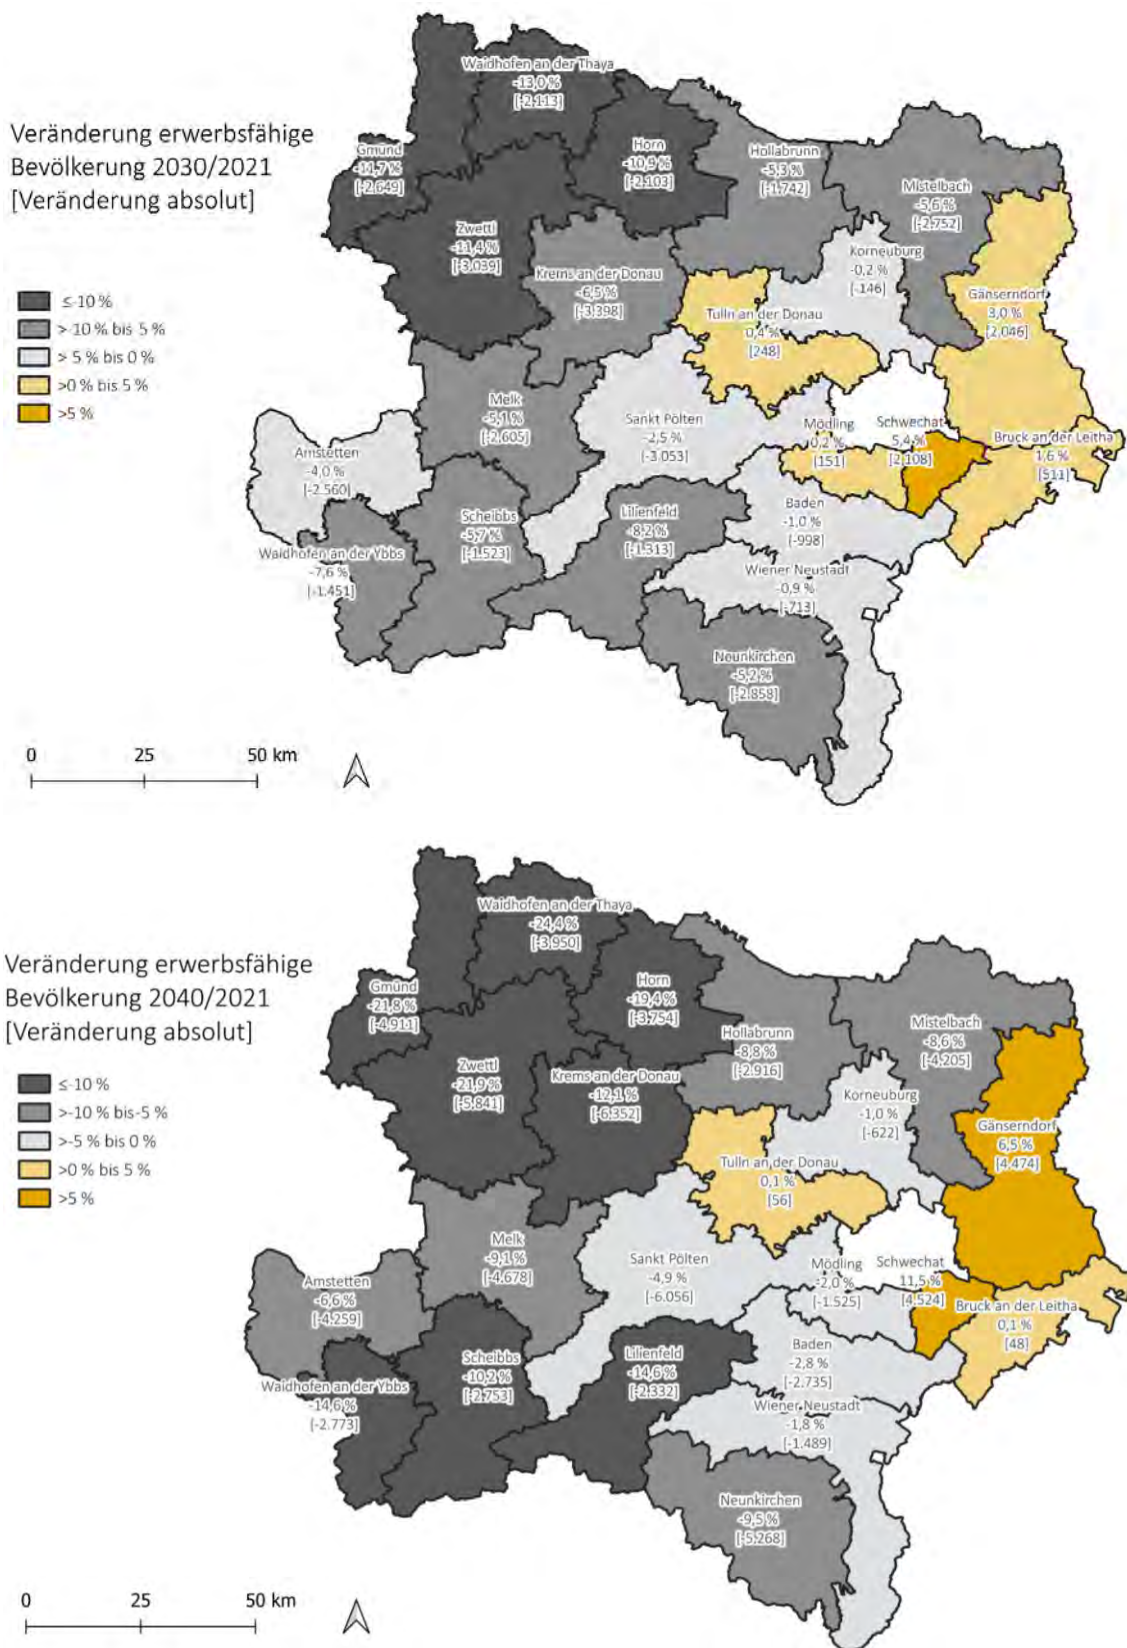 Veränderung erwerbsfähige
Bevölkerung 2030/2021
[Veränderung absolut]
≤-10 %
>-10 % bis 5 %
> 5 % bis 0 %
>0 % bis 5 %
>5 %
Waidhofen an der Thaya
-13,0 %
[-2.113]
Gmünd
-11,7 %
[-2.649]
Horn
-10,9 %
[-2.103]
Hollabrunn
-5,3 %
[-1.742]
Mistelbach
-5,6 %
[-2.752]
Zwettl
-11,4 %
[-3.039]
Krems an der Donau
-6,5 %
[-3.398]
Korneuburg
-0,2 %
[-146]
Gänserndorf
3,0 %
[2.046]
Tulln an der Donau
0,4 %
[248]
Melk
-5,1 %
[-2.605]
Sankt Pölten
-2,5 %
[-3.053]
Mödling
0,2 %
[151]
Schwechat
5,4 %
[2.108]
Bruck an der Leitha
1,6 %
[511]
Amstetten
-4,0 %
[-2.560]
Scheibbs
-5,7 %
[-1.523]
Lilienfeld
-8,2 %
[-1.313]
Baden
-1,0 %
[-998]
Waidhofen an der Ybbs
-7,6 %
[-1.451]
Wiener Neustadt
-0,9 %
[-713]
Neunkirchen
-5,2 %
[-2.858]
0 25 50 km
Veränderung erwerbsfähige
Bevölkerung 2040/2021
[Veränderung absolut]
≤-10 %
>-10 % bis-5 %
>-5 % bis 0 %
>0 % bis 5 %
>5 %
Waidhofen an der Thaya
-24,4 %
[-3.950]
Gmünd
-21,8 %
[-4.911]
Horn
-19,4 %
[-3.754]
Hollabrunn
-8,8 %
[-2.916]
Mistelbach
-8,6 %
[-4.205]
Zwettl
-21,9 %
[-5.841]
Krems an der Donau
-12,1 %
[-6.352]
Korneuburg
-1,0 %
[-622]
Gänserndorf
6,5 %
[4.474]
Tulln an der Donau
0,1 %
[56]
Melk
-9,1 %
[-4.678]
Sankt Pölten
-4,9 %
[-6.056]
Mödling
-2,0 %
[-1.525]
Schwechat
11,5 %
[4.524]
Bruck an der Leitha
0,1 %
[48]
Amstetten
-6,6 %
[-4.259]
Scheibbs
-10,2 %
[-2.753]
Lilienfeld
-14,6 %
[-2.332]
Baden
-2,8 %
[-2.735]
Waidhofen an der Ybbs
-14,6 %
[-2.773]
Wiener Neustadt
-1,8 %
[-1.489]
Neunkirchen
-9,5 %
[-5.268]
0 25 50 km